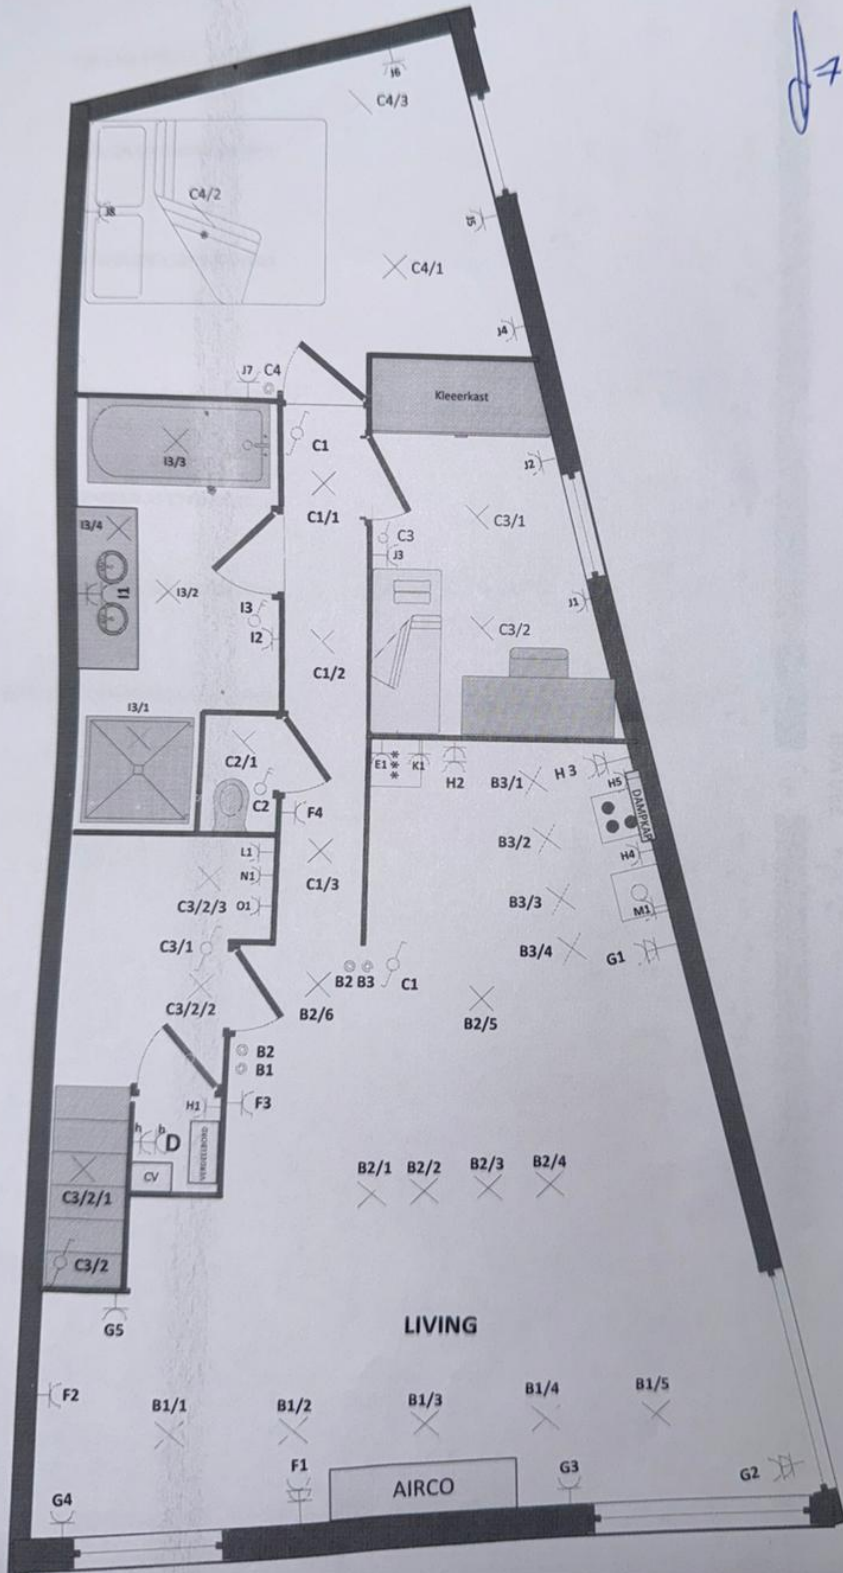 7
J6
C4/3
C4/2
J8
J5
C4/1
J4
J7 C4
Kleeerkast
C1
I3/3
J2
C1/1
C3/1
I3/4
C3
J3
I1
I3/2
J1
I3
I2
C3/2
C1/2
I3/1
C2/1
E1
K1
H2
B3/1
H 3
H5
C2
F4
DAMPKAP
B3/2
L1
H4
N1
C1/3
C3/2/3
O1
B3/3
M1
C3/1
B3/4
G1
B2 B3
C1
C3/2/2
B2/6
B2/5
B2
B1
H1
F3
h h
D
VERDEELBORD
CV
B2/1
B2/2
B2/3
B2/4
C3/2/1
C3/2
G5
LIVING
F2
B1/1
B1/2
B1/3
B1/4
B1/5
F1
G3
G2
AIRCO
G4